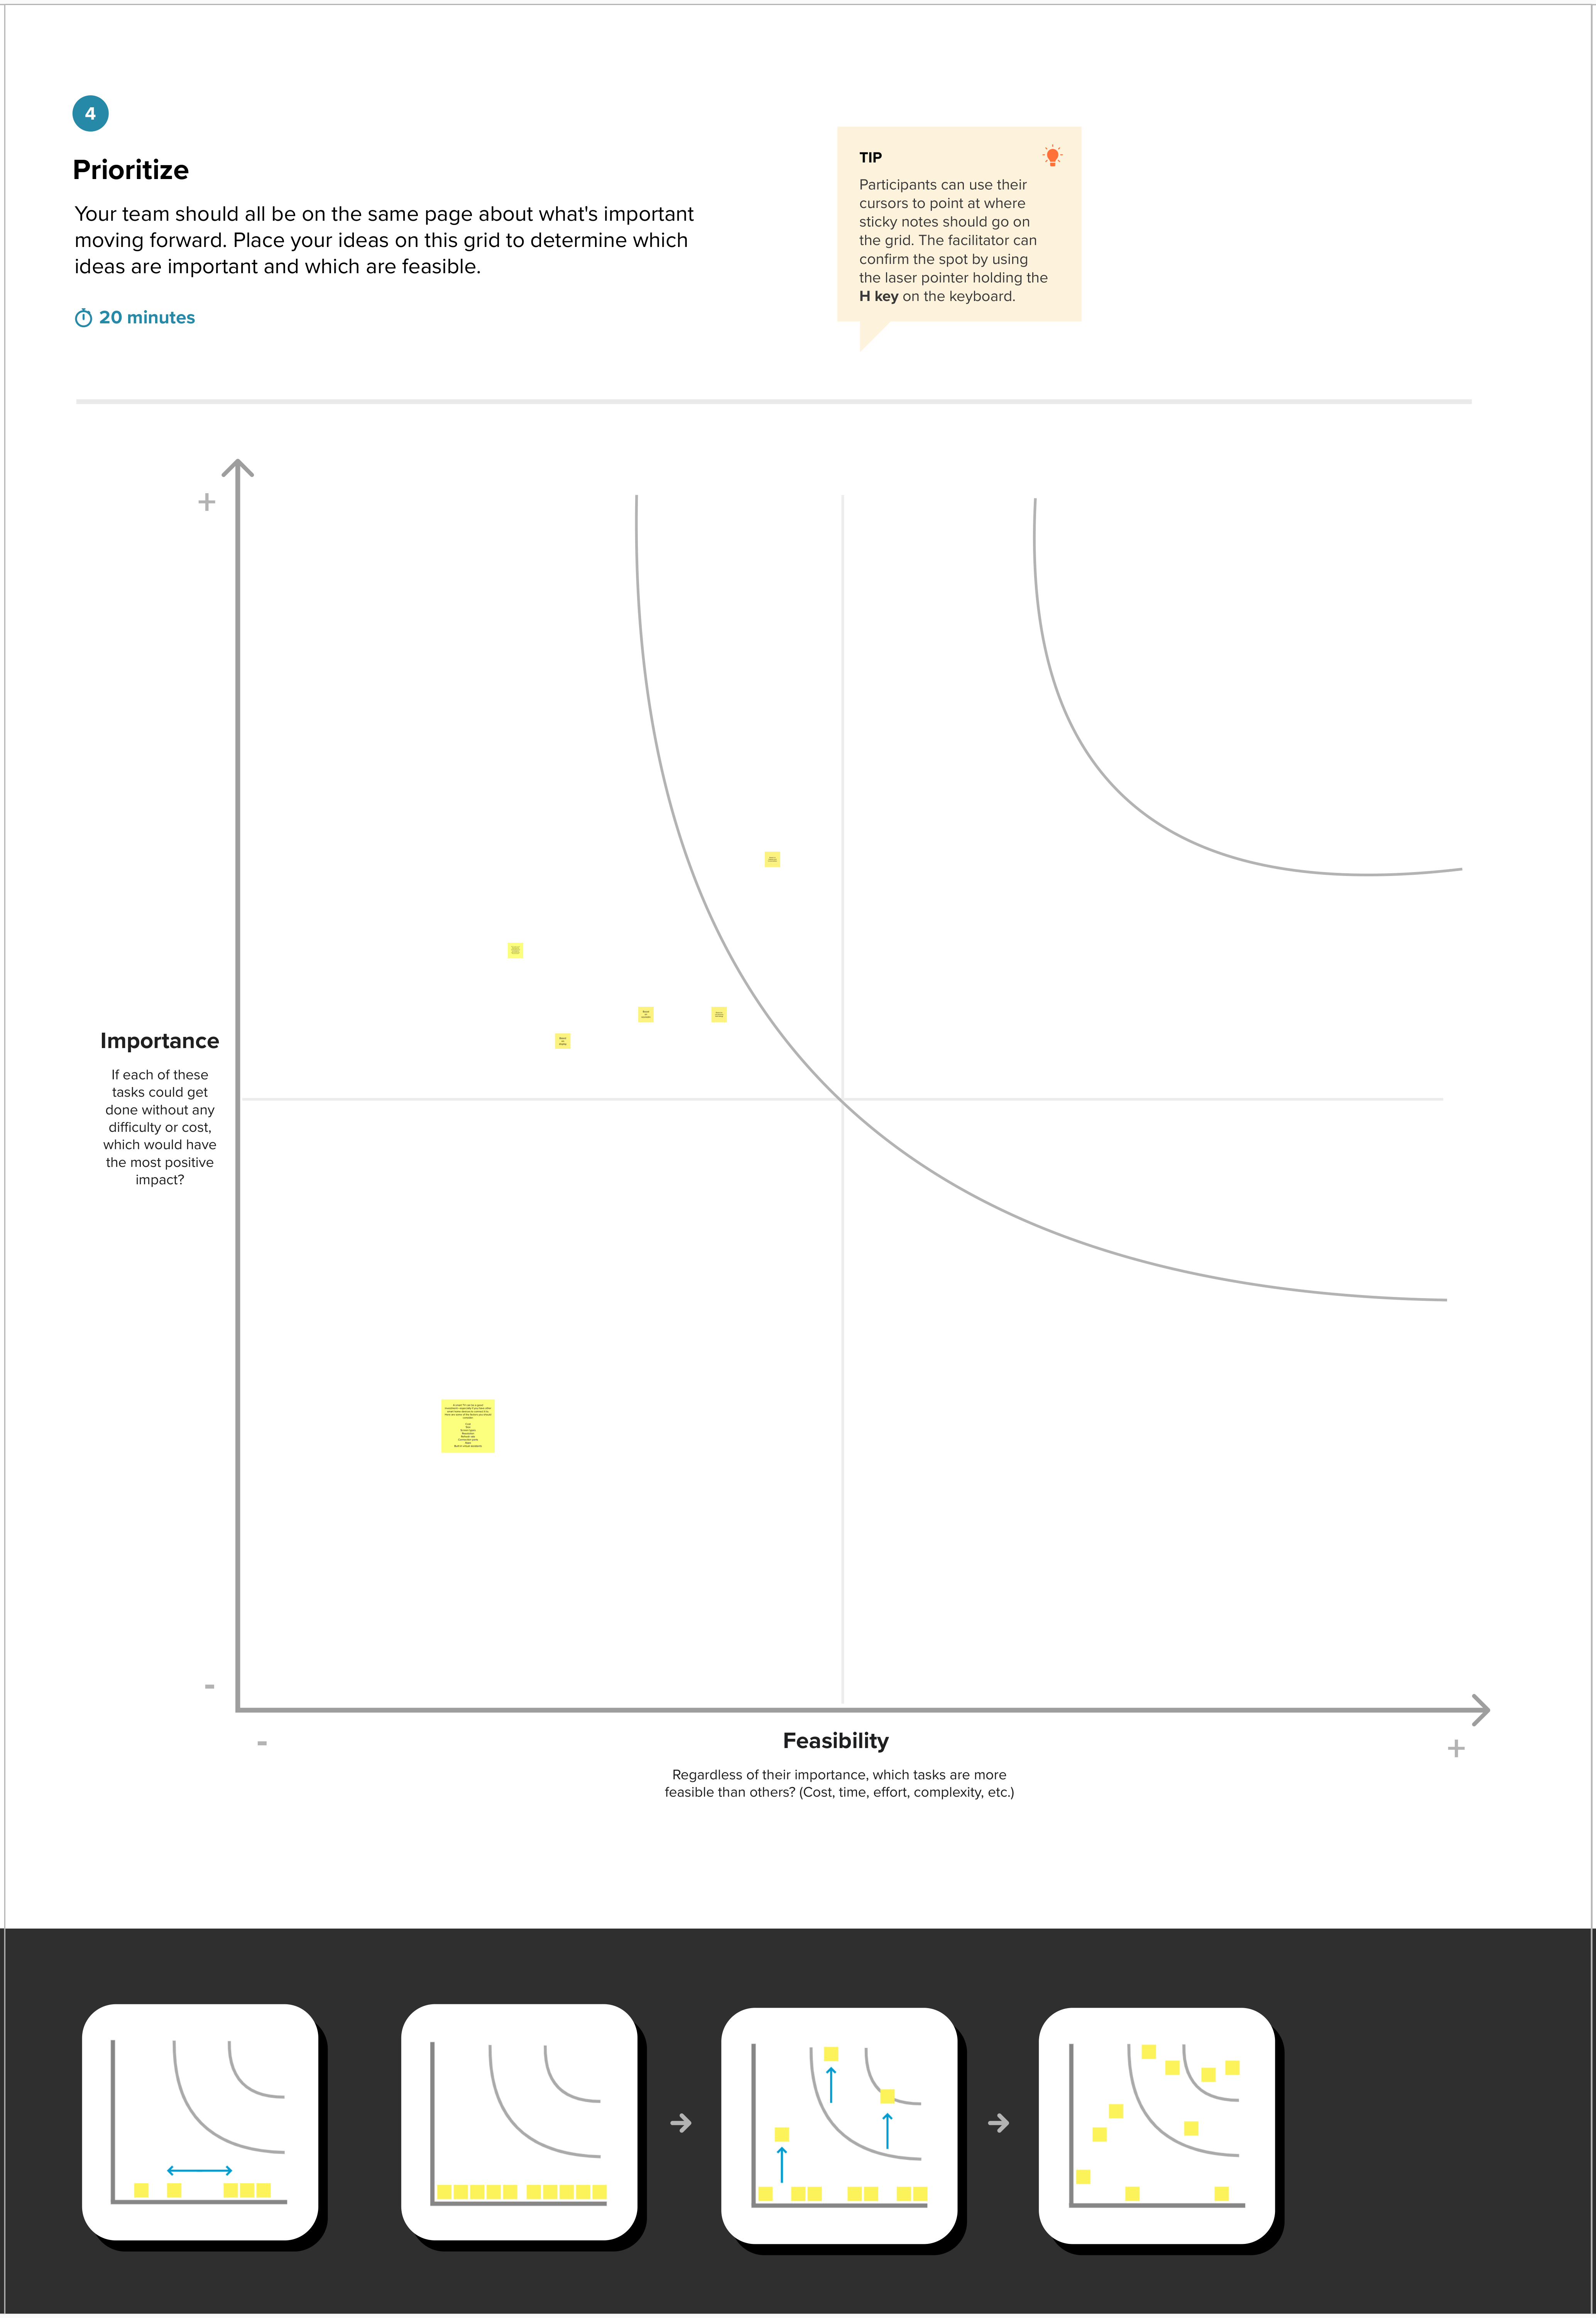 4
Prioritize
Your team should all be on the same page about what's important
moving forward. Place your ideas on this grid to determine which
ideas are important and which are feasible.
20 minutes
TIP
Participants can use their
cursors to point at where
sticky notes should go on
the grid. The facilitator can
confirm the spot by using
the laser pointer holding the
H key on the keyboard.
+
Importance
If each of these
tasks could get
done without any
difficulty or cost,
which would have
the most positive
impact?
-
-
Feasibility
+
Regardless of their importance, which tasks are more
feasible than others? (Cost, time, effort, complexity, etc.)